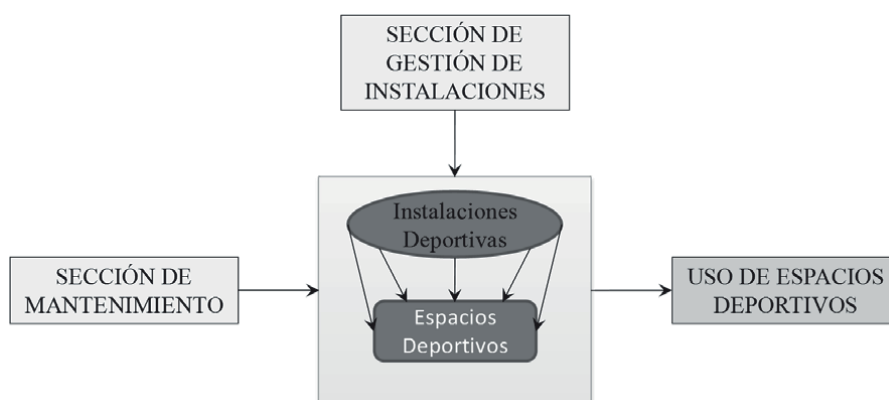 SECCIÓN DE
GESTIÓN DE
INSTALACIONES
Instalaciones
Deportivas
SECCIÓN DE
MANTENIMIENTO
Espacios
Deportivos
USO DE ESPACIOS
DEPORTIVOS